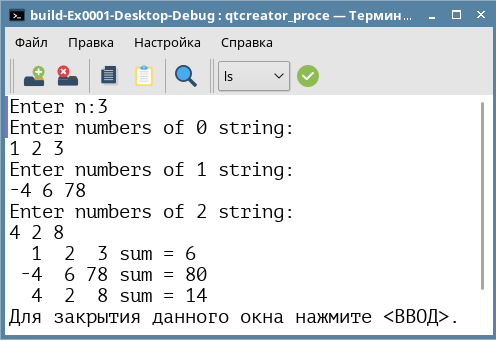 build-Ex0001-Desktop-Debug : qtcreator_proce — Термин...
Файл Правка Настройка Справка
ls
Enter n:3
Enter numbers of 0 string:
1 2 3
Enter numbers of 1 string:
-4 6 78
Enter numbers of 2 string:
4 2 8
  1  2  3 sum = 6
 -4  6 78 sum = 80
  4  2  8 sum = 14
Для закрытия данного окна нажмите <ВВОД>.